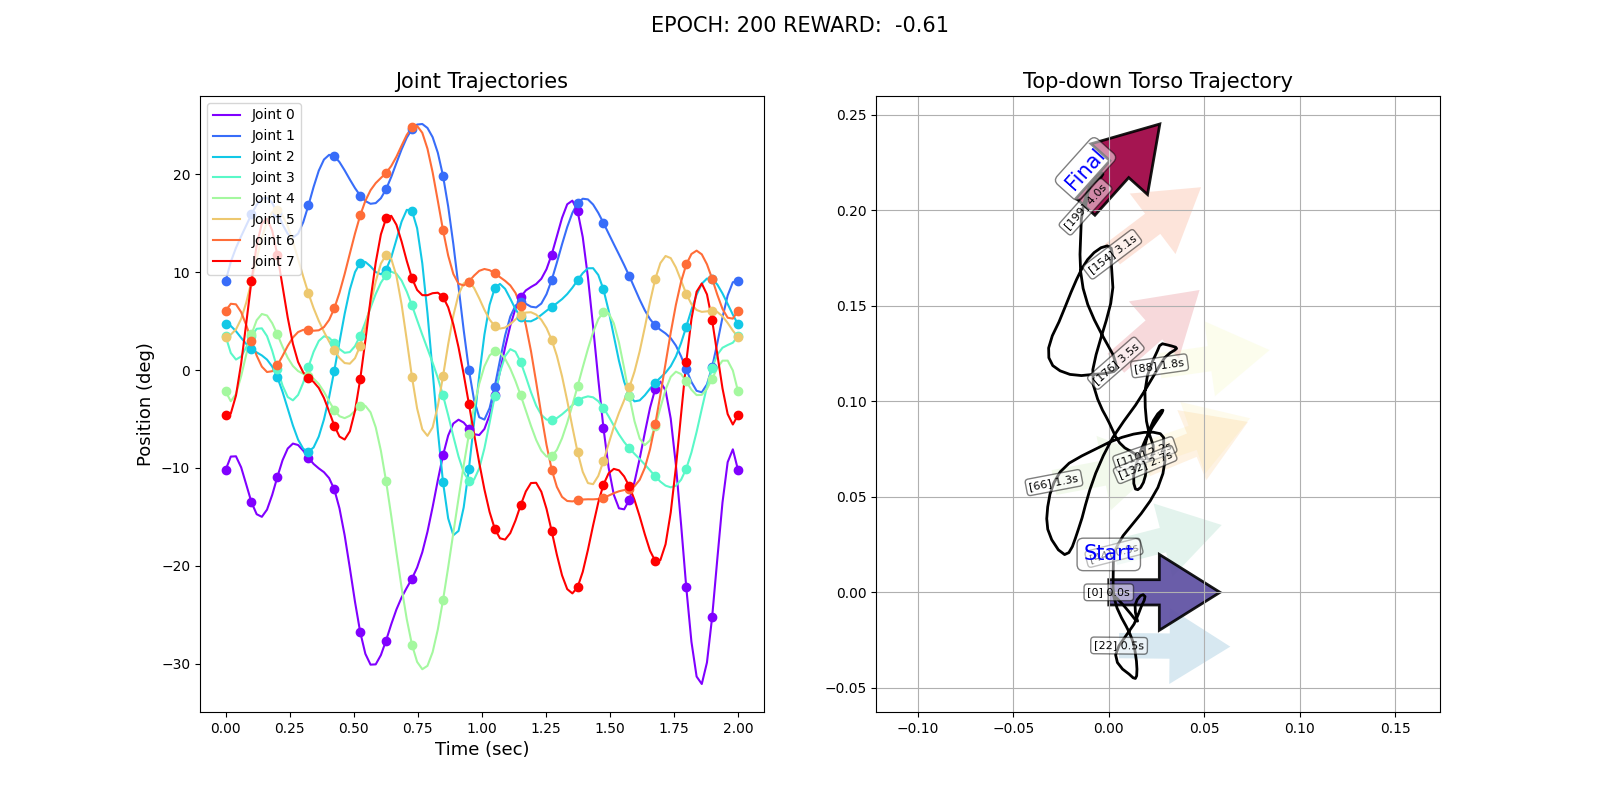 EPOCH: 200 REWARD:  -0.61
Joint Trajectories
Joint 0
Joint 1
Joint 2
Joint 3
Joint 4
Joint 5
Joint 6
Joint 7
20
10
0
−10
−20
−30
Position (deg)
0.00 0.25 0.50 0.75 1.00 1.25 1.50 1.75 2.00
Time (sec)
Top-down Torso Trajectory
0.25
0.20
0.15
0.10
0.05
0.00
−0.05
−0.10 −0.05 0.00 0.05 0.10 0.15
Final
[199] 4.0s
[154] 3.1s
[176] 3.5s
[88] 1.8s
[132] 2.7s
[66] 1.3s
Start
[0] 0.0s
[22] 0.5s